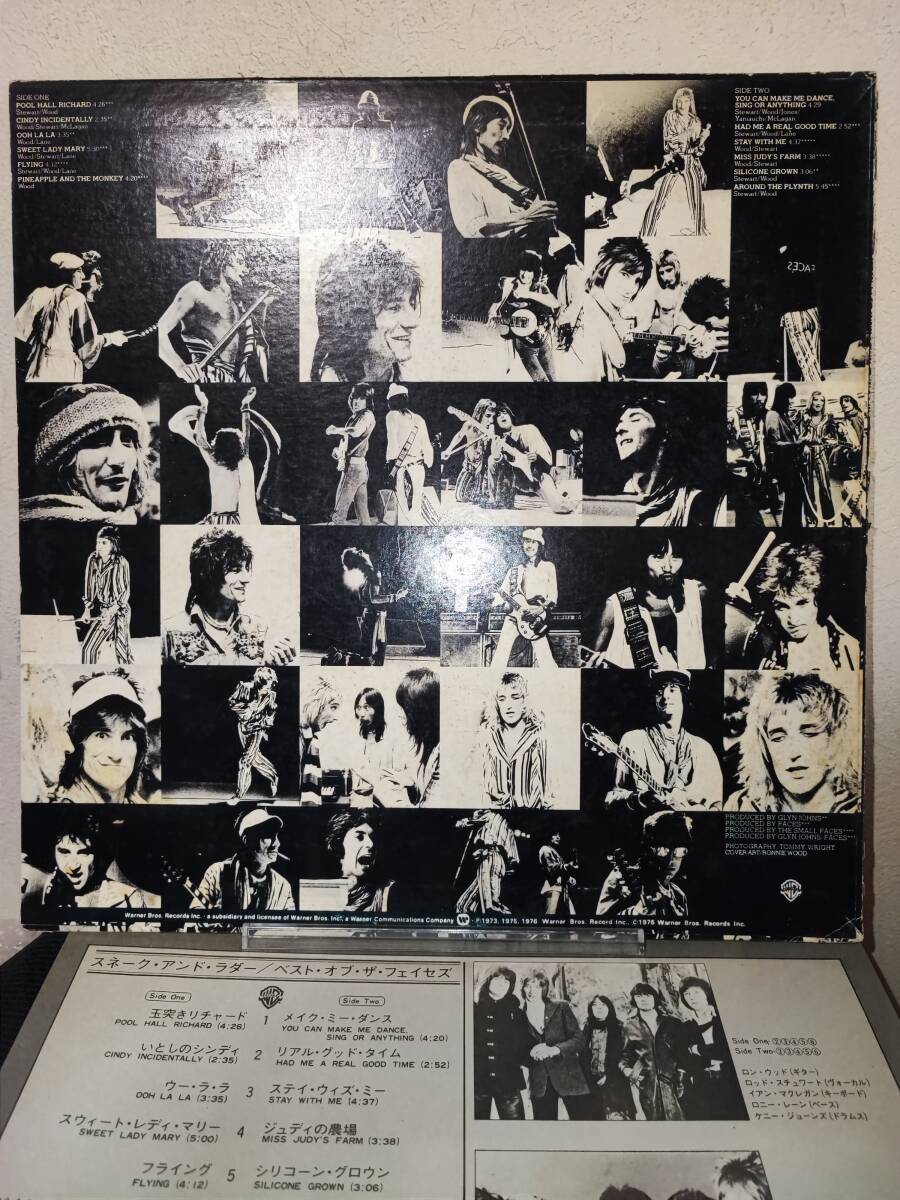 SIDE ONE
POOL HALL RICHARD 4:26***
Stewart/Wood
CINDY INCIDENTALLY 2:35**
Wood/Stewart/McLagan
OOH LA LA 3:35**
Wood/Lane
SWEET LADY MARY 5:30***
Wood/Stewart/Lane
FLYING 4:12****
Stewart/Wood/Lane
PINEAPPLE AND THE MONKEY 4:20****
Wood
SIDE TWO
YOU CAN MAKE ME DANCE,
SING OR ANYTHING 4:29
Stewart/Wood/Jones/
Yamauchi/McLagan
HAD ME A REAL GOOD TIME 2:52***
Stewart/Wood/Lane
STAY WITH ME 4:37*****
Wood/Stewart
MISS JUDY'S FARM 3:38*****
Wood/Stewart
SILICONE GROWN 3:06**
Stewart/Wood
AROUND THE PLYNTH 5:45****
Stewart/Wood
FACES
PRODUCED BY GLYN JOHNS**
PRODUCED BY FACES***
PRODUCED BY THE SMALL FACES****
PRODUCED BY GLYN JOHNS/FACES*****
PHOTOGRAPHY: TOMMY WRIGHT
COVER ART/RONNIE WOOD
Warner Bros. Records Inc. · a subsidiary and licensee of Warner Bros. Inc., a Warner Communications Company · ℗1973, 1975, 1976 Warner Bros. Record Inc., ©1976 Warner Bros. Records Inc.
スネーク・アンド・ラダー/ベスト・オブ・ザ・フェイセズ
Side One
Side Two
玉突きリチャード 1 メイク・ミー・ダンス
POOL HALL RICHARD (4:26) YOU CAN MAKE ME DANCE,
SING OR ANYTHING (4:20)
いとしのシンディ 2 リアル・グッド・タイム
CINDY INCIDENTALLY (2:35) HAD ME A REAL GOOD TIME (2:52)
ウー・ラ・ラ 3 ステイ・ウィズ・ミー
OOH LA LA (3:35) STAY WITH ME (4:37)
スウィート・レディ・マリー 4 ジュディの農場
SWEET LADY MARY (5:00) MISS JUDY'S FARM (3:38)
フライング 5 シリコーン・グロウン
FLYING (4:12) SILICONE GROWN (3:06)
Side One;②③④⑤⑥
Side Two;②③④⑤⑥
ロン・ウッド(ギター)
ロッド・スチュワート(ヴォーカル)
イアン・マクレガン(キーボード)
ロニー・レーン(ベース)
ケニー・ジョーンズ(ドラムス)